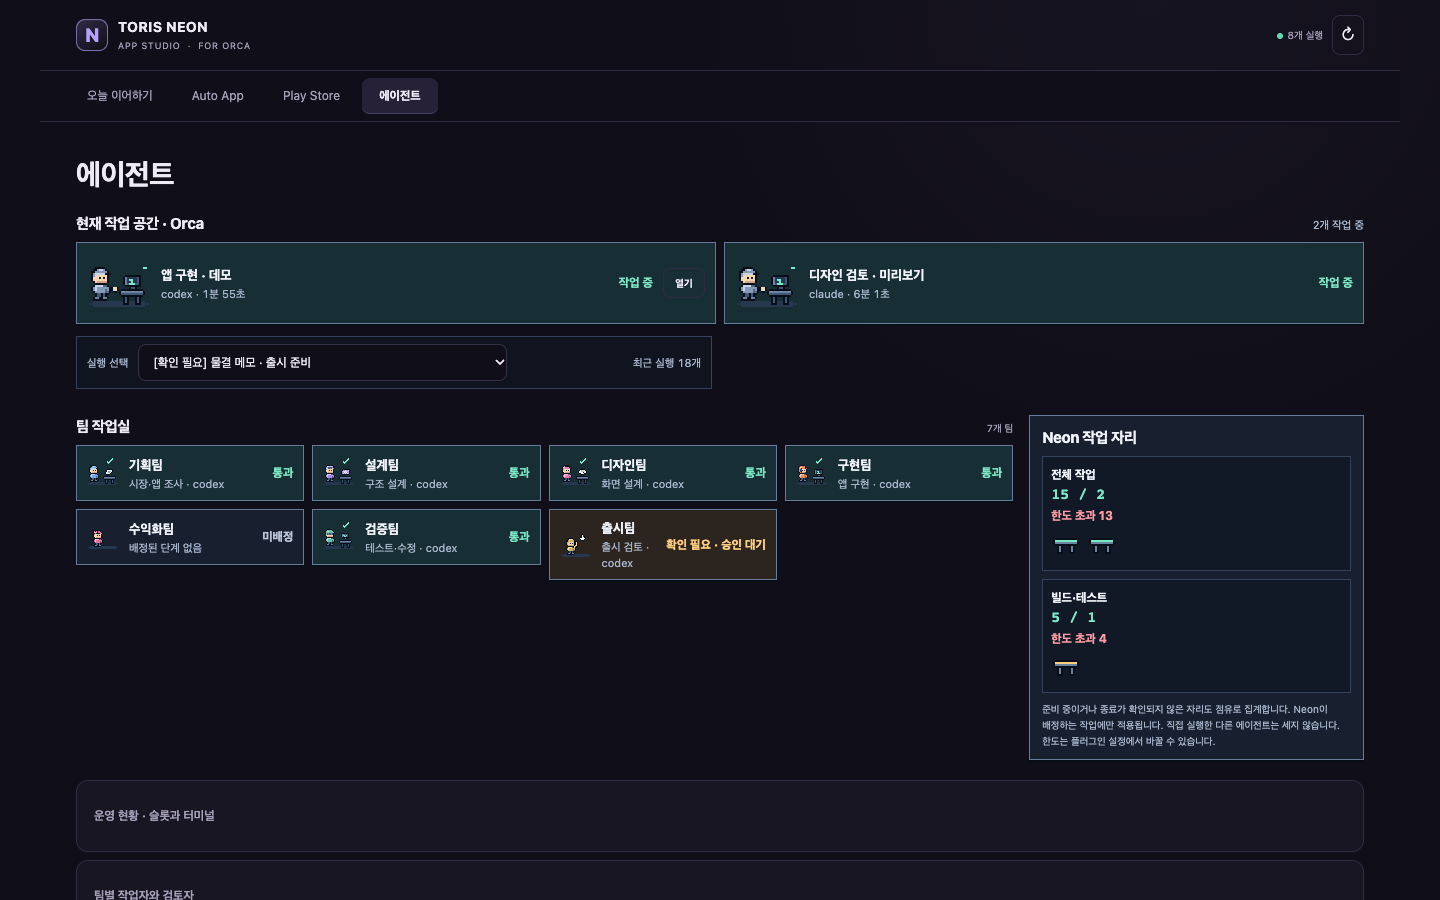 N
TORIS NEON
APP STUDIO · FOR ORCA
8개 실행
오늘 이어하기
Auto App
Play Store
에이전트
에이전트
현재 작업 공간 · Orca
2개 작업 중
앱 구현 · 데모
codex · 1분 55초
작업 중
열기
디자인 검토 · 미리보기
claude · 6분 1초
작업 중
실행 선택
[확인 필요] 물결 메모 · 출시 준비
최근 실행 18개
팀 작업실
7개 팀
기획팀
시장·앱 조사 · codex
통과
설계팀
구조 설계 · codex
통과
디자인팀
화면 설계 · codex
통과
구현팀
앱 구현 · codex
통과
수익화팀
배정된 단계 없음
미배정
검증팀
테스트·수정 · codex
통과
출시팀
출시 검토 ·
codex
확인 필요 · 승인 대기
Neon 작업 자리
전체 작업
15 / 2
한도 초과 13
빌드·테스트
5 / 1
한도 초과 4
준비 중이거나 종료가 확인되지 않은 자리도 점유로 집계합니다. Neon이
배정하는 작업에만 적용됩니다. 직접 실행한 다른 에이전트는 세지 않습니다.
한도는 플러그인 설정에서 바꿀 수 있습니다.
운영 현황 · 슬롯과 터미널
팀별 작업자와 검토자